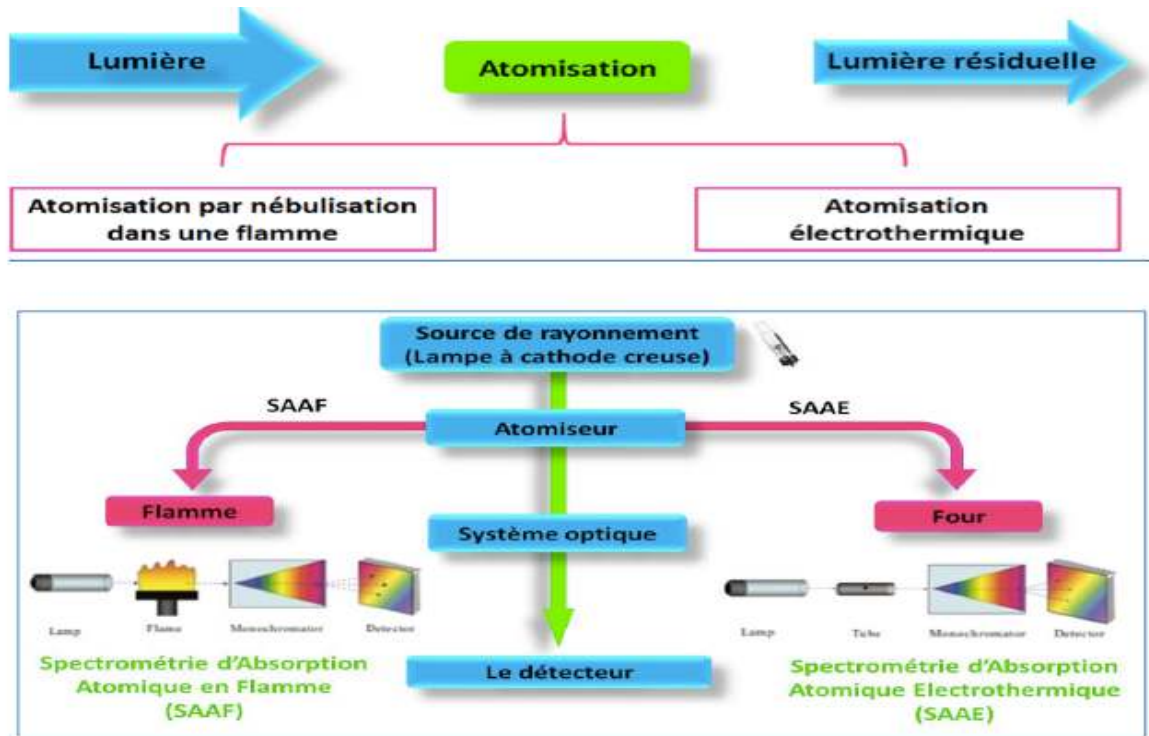 Lumière
Atomisation
Lumière résiduelle
Atomisation par nébulisation
dans une flamme
Atomisation
électrothermique
Source de rayonnement
(Lampe à cathode creuse)
SAAF
SAAE
Atomiseur
Flamme
Four
Système optique
Lamp
Flame
Monochromator
Detector
Lamp
Tube
Monochromator
Detector
Spectrométrie d'Absorption
Atomique en Flamme
(SAAF)
Le détecteur
Spectrométrie d'Absorption
Atomique Electrothermique
(SAAE)